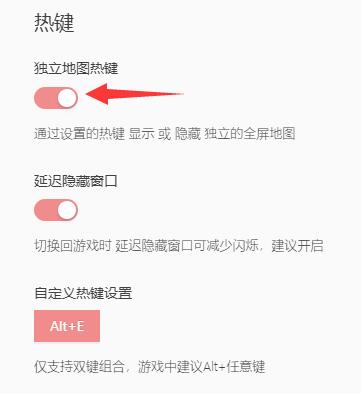 热键
独立地图热键
通过设置的热键 显示 或 隐藏 独立的全屏地图
延迟隐藏窗口
切换回游戏时 延迟隐藏窗口可减少闪烁，建议开启
自定义热键设置
Alt+E
仅支持双键组合，游戏中建议Alt+任意键